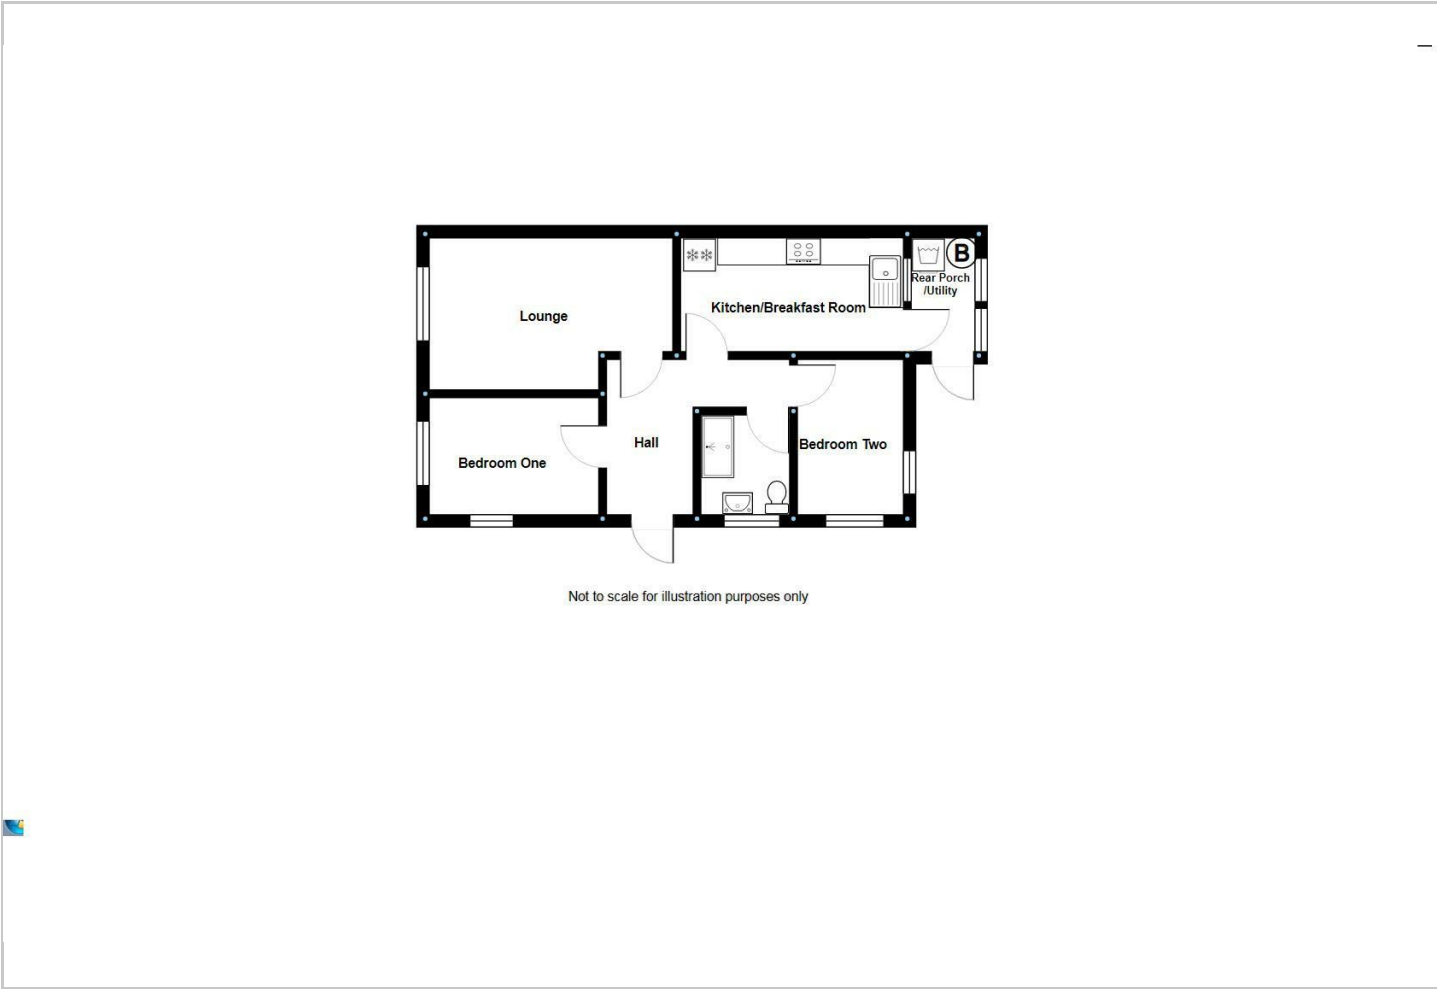 B
Rear Porch
/Utility
Kitchen/Breakfast Room
Lounge
Hall
Bedroom Two
Bedroom One
Not to scale for illustration purposes only